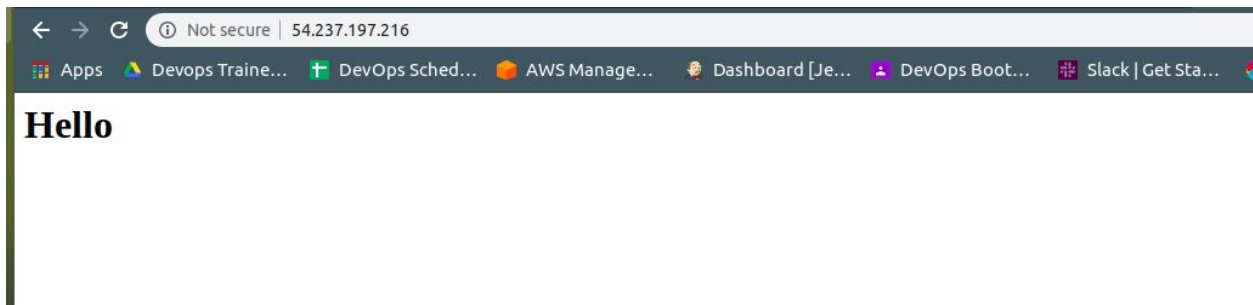 Not secure | 54.237.197.216
Apps Devops Traine... DevOps Sched... AWS Manage... Dashboard [Je... DevOps Boot... Slack | Get Sta...
Hello